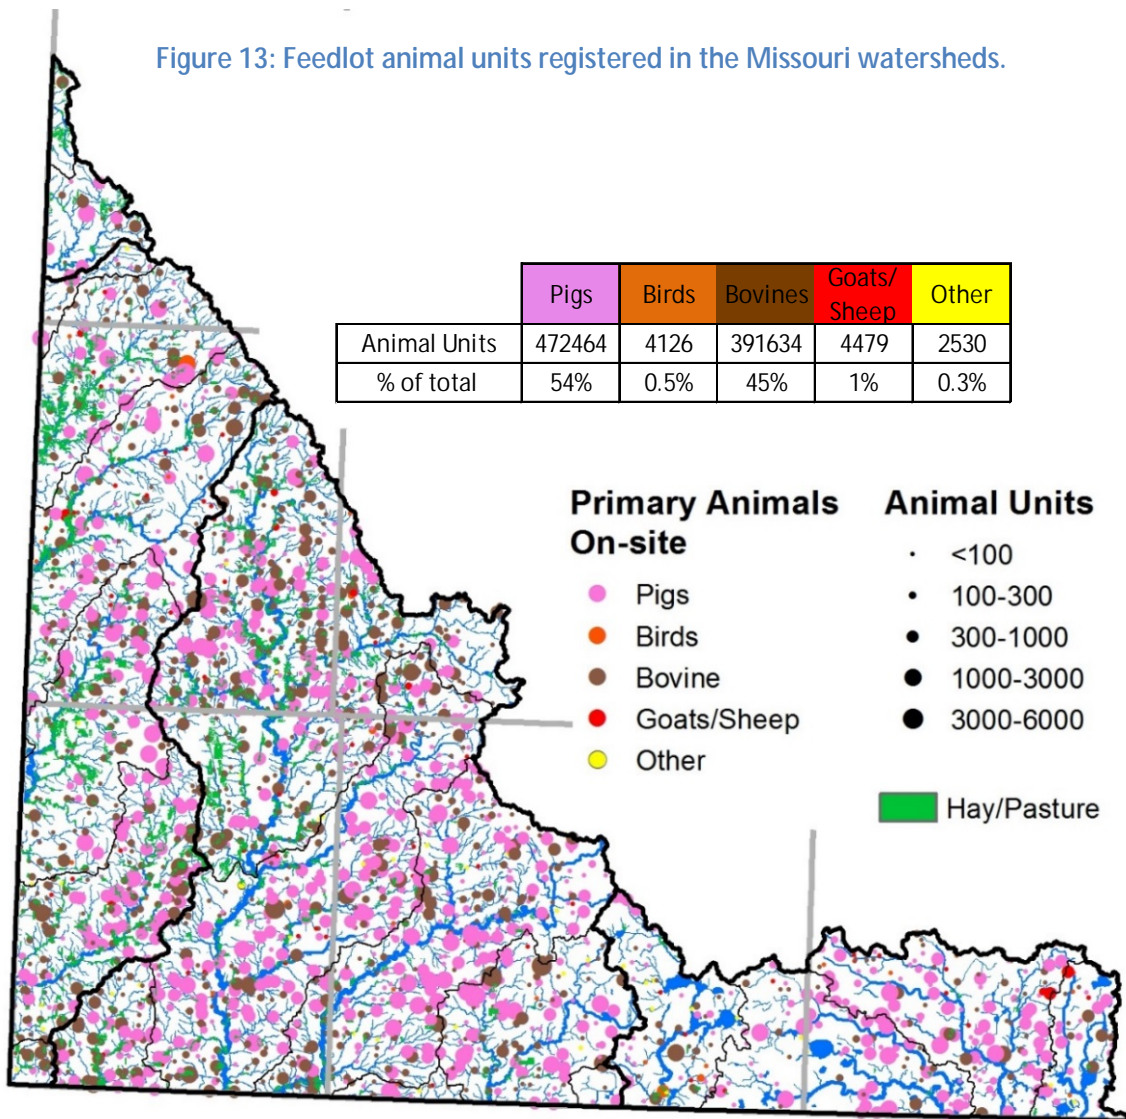 Figure 13: Feedlot animal units registered in the Missouri watersheds.
Pigs Birds Bovines Goats/
Sheep Other
Animal Units 472464 4126 391634 4479 2530
% of total 54% 0.5% 45% 1% 0.3%
Primary Animals
On-site
Pigs
Birds
Bovine
Goats/Sheep
Other
Animal Units
<100
100-300
300-1000
1000-3000
3000-6000
Hay/Pasture